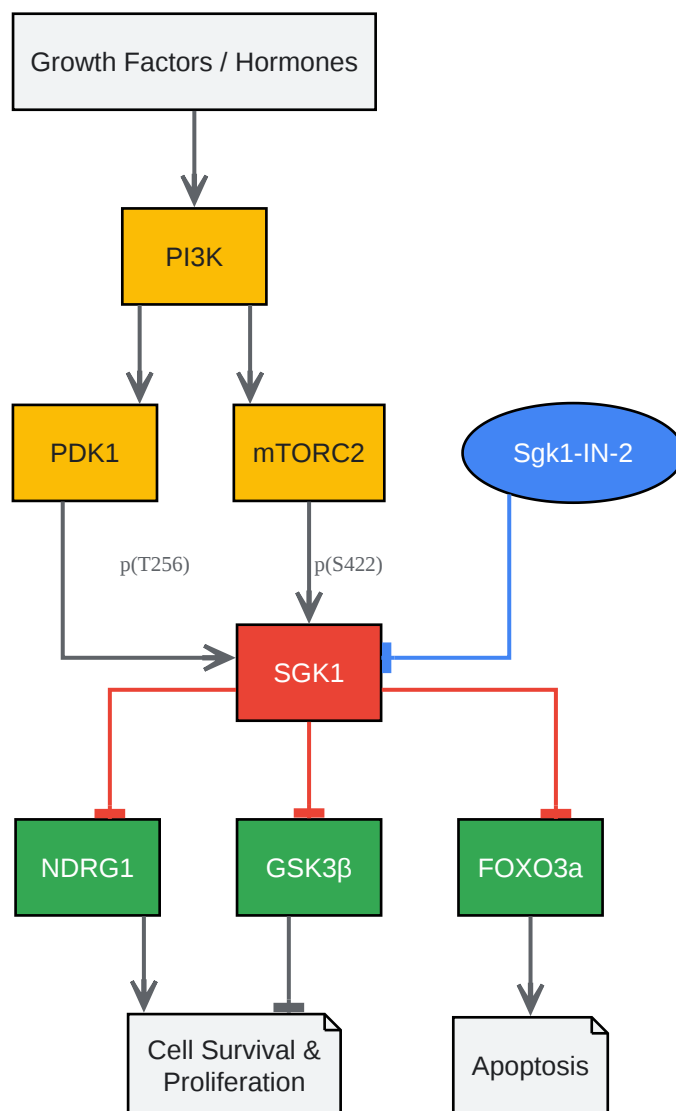 Growth Factors / Hormones
PI3K
PDK1
mTORC2
Sgk1-IN-2
p(T256)
p(S422)
SGK1
NDRG1
GSK3β
FOXO3a
Cell Survival &
Proliferation
Apoptosis